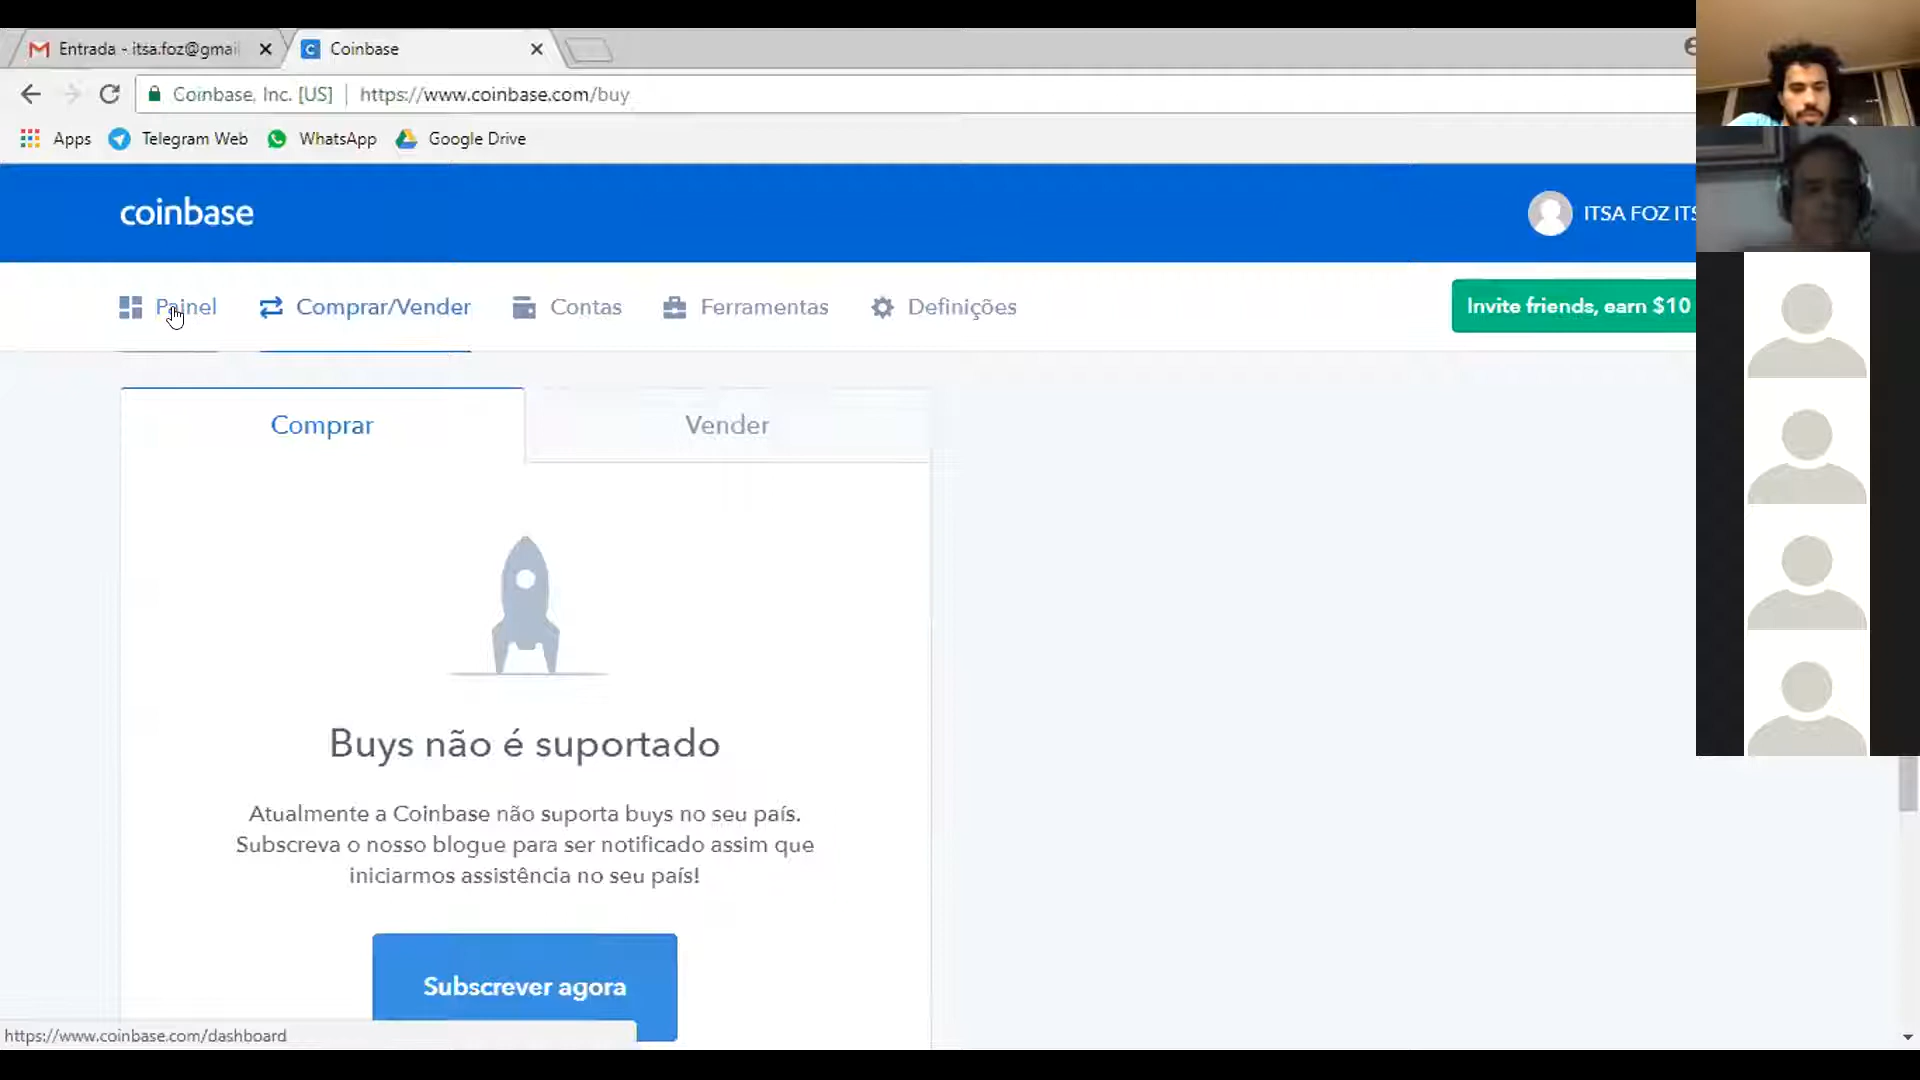 Entrada - itsa.foz@gmail
Coinbase
Coinbase, Inc. [US]
https://www.coinbase.com/buy
Apps
Telegram Web
WhatsApp
Google Drive
coinbase
ITSA FOZ ITS
Painel
Comprar/Vender
Contas
Ferramentas
Definições
Invite friends, earn $10
Comprar
Vender
Buys não é suportado
Atualmente a Coinbase não suporta buys no seu país.
Subscreva o nosso blogue para ser notificado assim que
iniciarmos assistência no seu país!
Subscrever agora
https://www.coinbase.com/dashboard